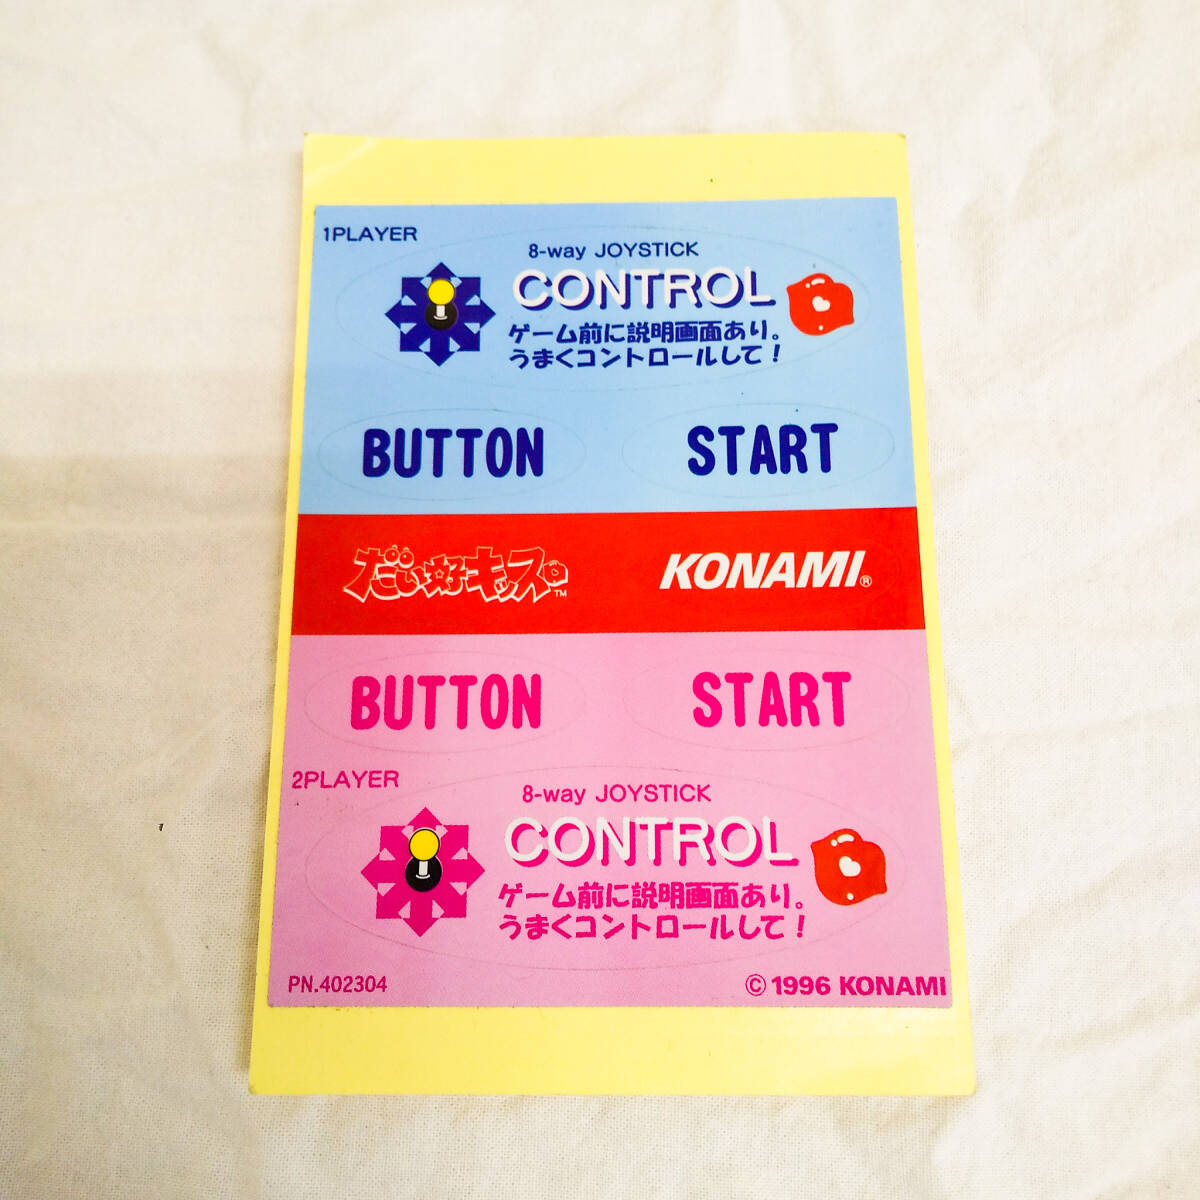 1PLAYER
8-way JOYSTICK
CONTROL
ゲーム前に説明画面あり。
うまくコントロールして！
BUTTON START
だい好キッス™ KONAMI®
BUTTON START
2PLAYER
8-way JOYSTICK
CONTROL
ゲーム前に説明画面あり。
うまくコントロールして！
PN.402304 © 1996 KONAMI